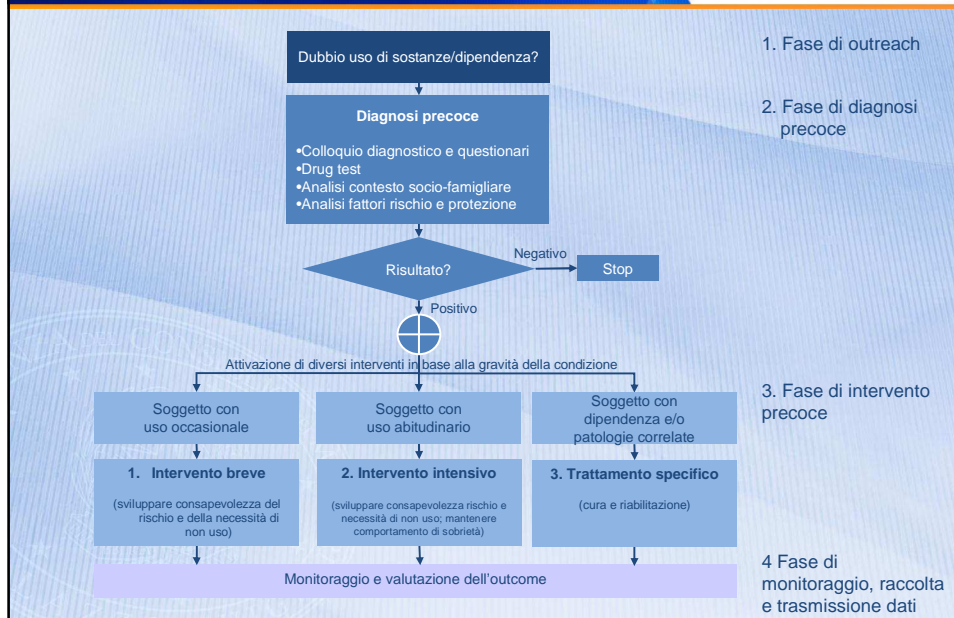 Dubbio uso di sostanze/dipendenza?
1. Fase di outreach
Diagnosi precoce
•Colloquio diagnostico e questionari
•Drug test
•Analisi contesto socio-famigliare
•Analisi fattori rischio e protezione
2. Fase di diagnosi
precoce
Risultato?
Negativo
Stop
Positivo
Attivazione di diversi interventi in base alla gravità della condizione
3. Fase di intervento
precoce
Soggetto con
uso occasionale
Soggetto con
uso abitudinario
Soggetto con
dipendenza e/o
patologie correlate
1. Intervento breve
(sviluppare consapevolezza del
rischio e della necessità di
non uso)
2. Intervento intensivo
(sviluppare consapevolezza rischio e
necessità di non uso; mantenere
comportamento di sobrietà)
3. Trattamento specifico
(cura e riabilitazione)
Monitoraggio e valutazione dell'outcome
4 Fase di
monitoraggio, raccolta
e trasmissione dati